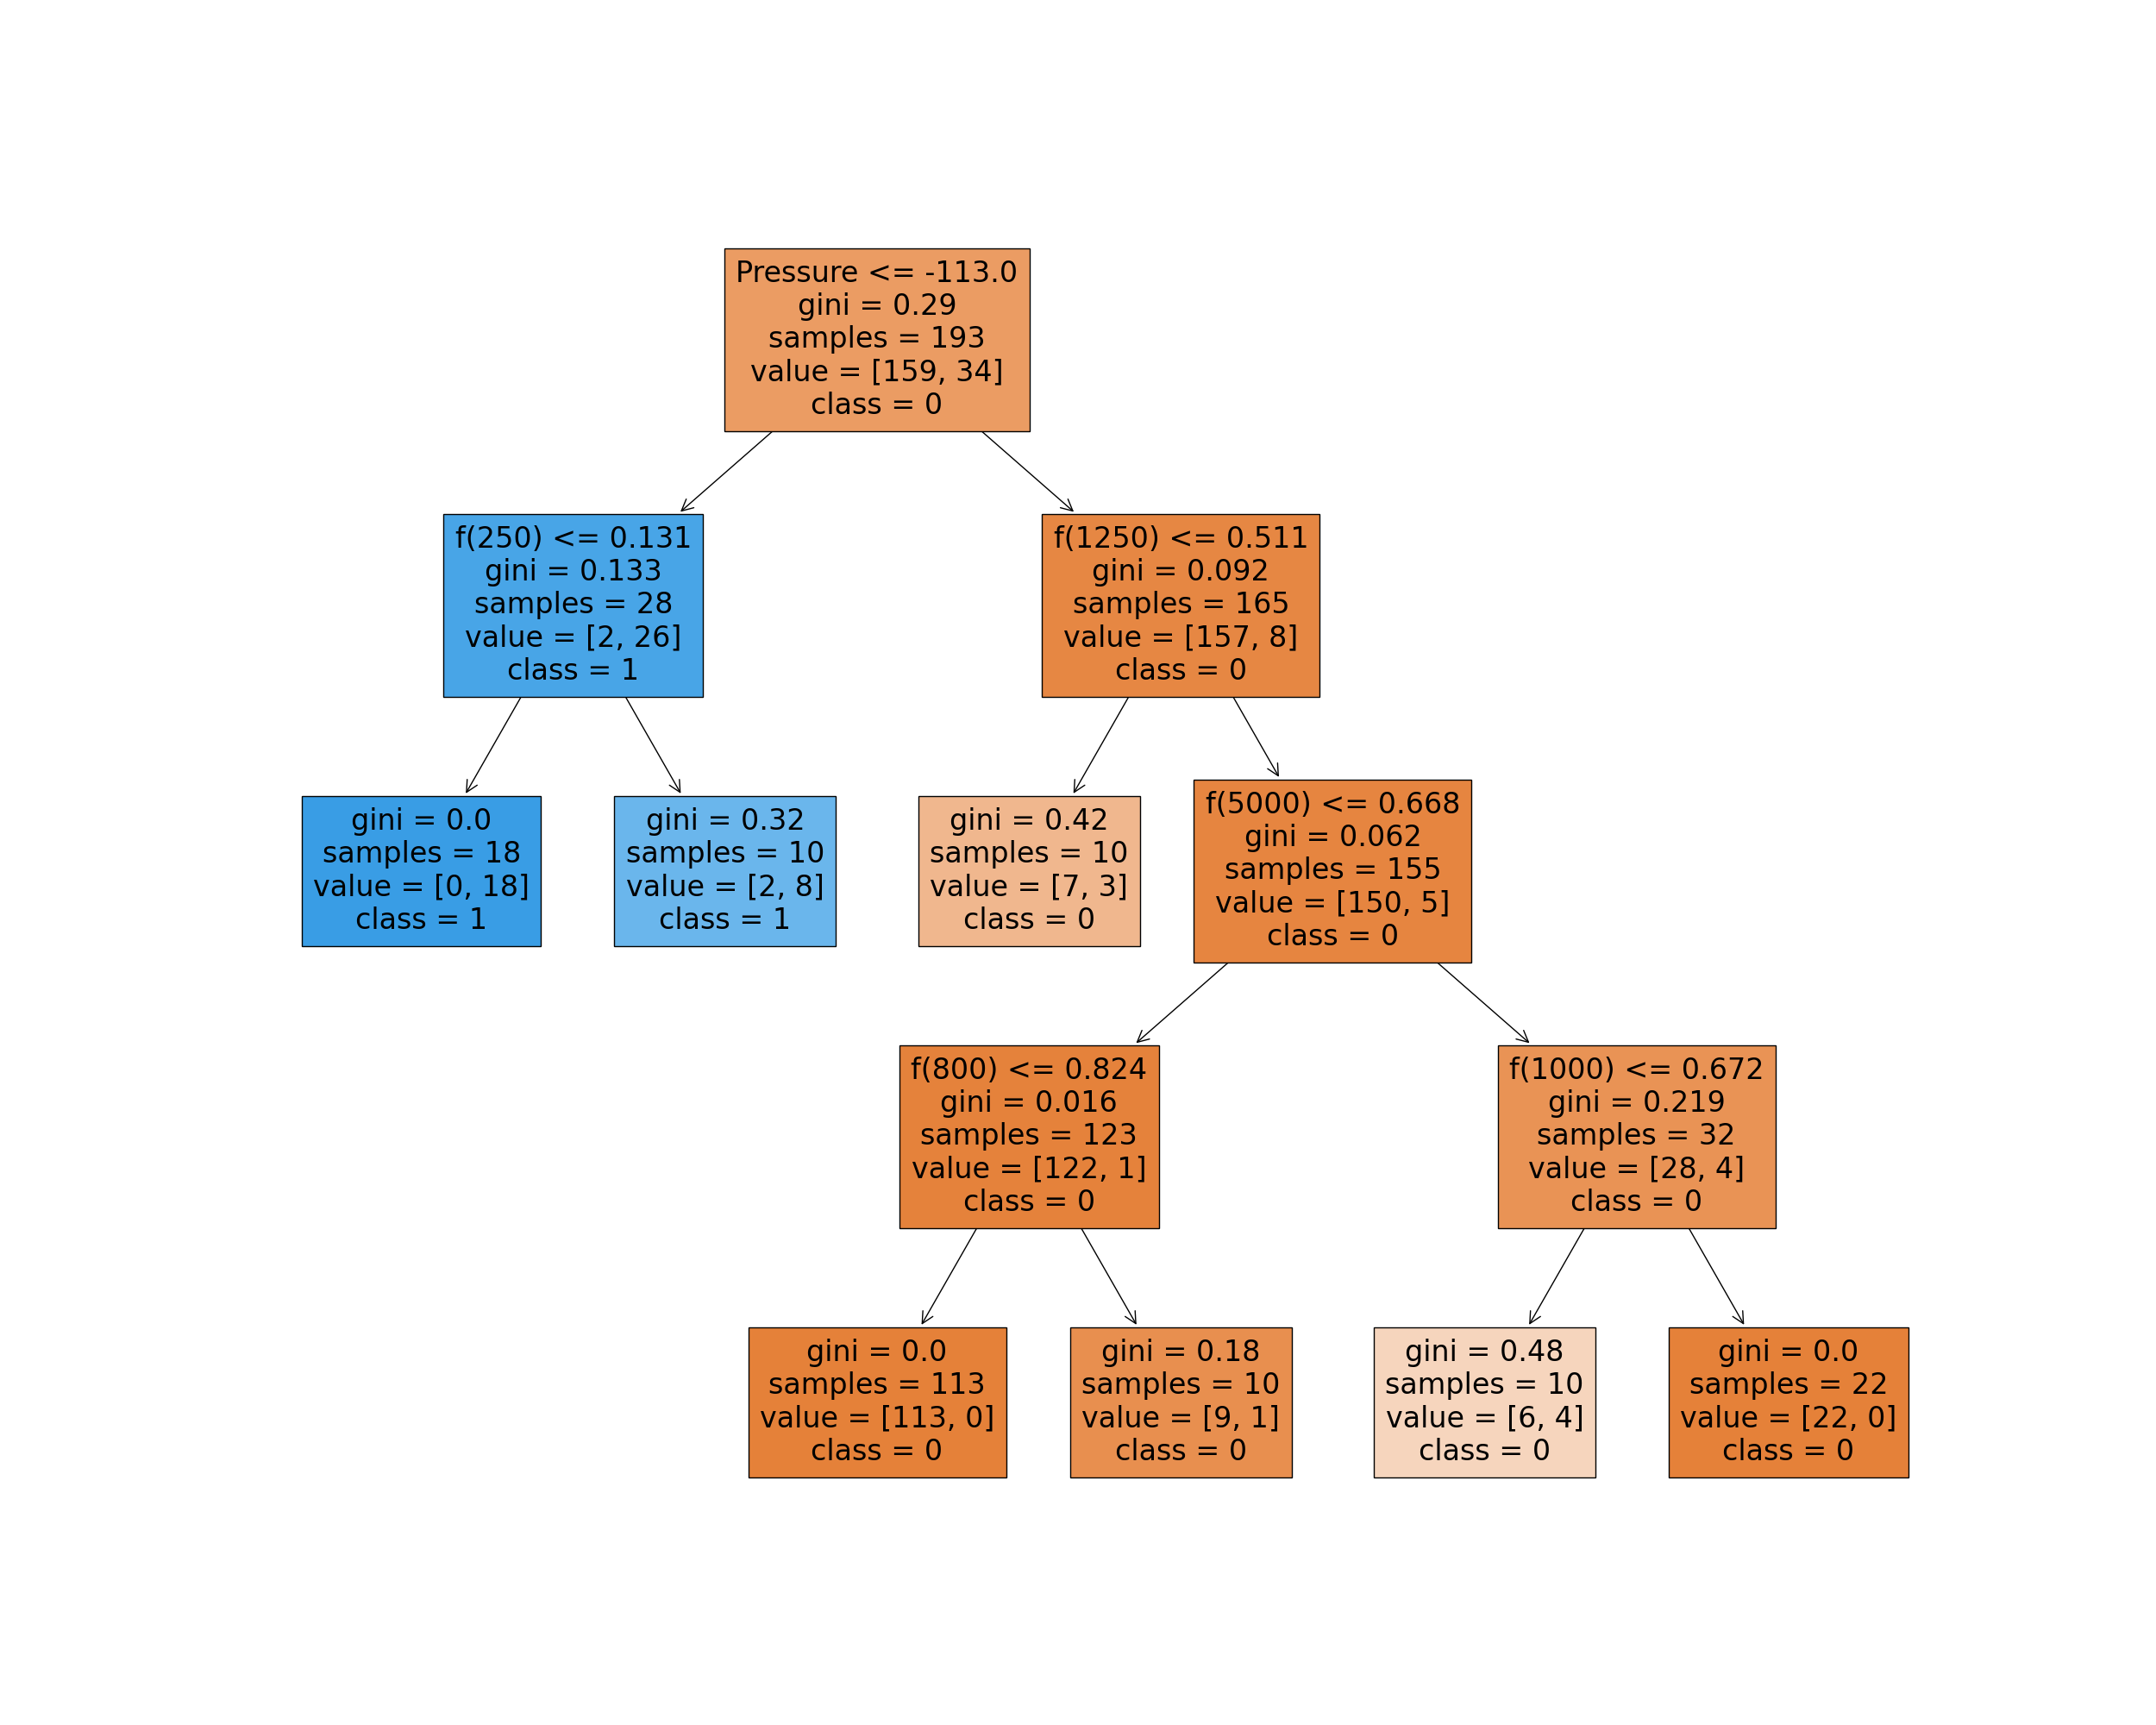 Pressure <= -113.0
gini = 0.29
samples = 193
value = [159, 34]
class = 0
f(250) <= 0.131
gini = 0.133
samples = 28
value = [2, 26]
class = 1
f(1250) <= 0.511
gini = 0.092
samples = 165
value = [157, 8]
class = 0
gini = 0.0
samples = 18
value = [0, 18]
class = 1
gini = 0.32
samples = 10
value = [2, 8]
class = 1
gini = 0.42
samples = 10
value = [7, 3]
class = 0
f(5000) <= 0.668
gini = 0.062
samples = 155
value = [150, 5]
class = 0
f(800) <= 0.824
gini = 0.016
samples = 123
value = [122, 1]
class = 0
f(1000) <= 0.672
gini = 0.219
samples = 32
value = [28, 4]
class = 0
gini = 0.0
samples = 113
value = [113, 0]
class = 0
gini = 0.18
samples = 10
value = [9, 1]
class = 0
gini = 0.48
samples = 10
value = [6, 4]
class = 0
gini = 0.0
samples = 22
value = [22, 0]
class = 0